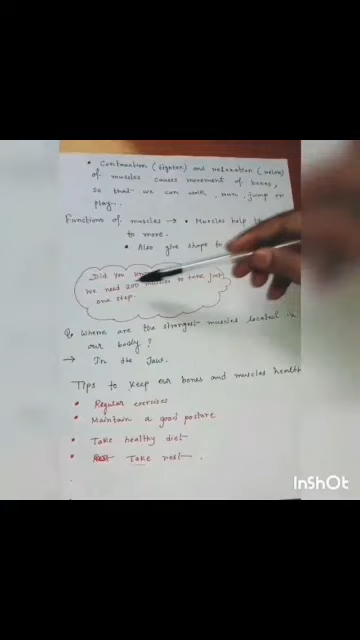 • Contraction (tighten) and relaxation (relax)
of muscles causes movement of bones,
so that we can walk, run, jump or
play.
Functions of muscles → • Muscles help
to move.
• Also give shape to
Did you
We need 200 muscles to take just
one step.
Q Where are the strongest muscles located in
our body ?
→ In the Jaw.
Tips to keep our bones and muscles
• Regular exercises
• Maintain a good posture
• Take healthy diet
• Rest Take rest.
InShOt